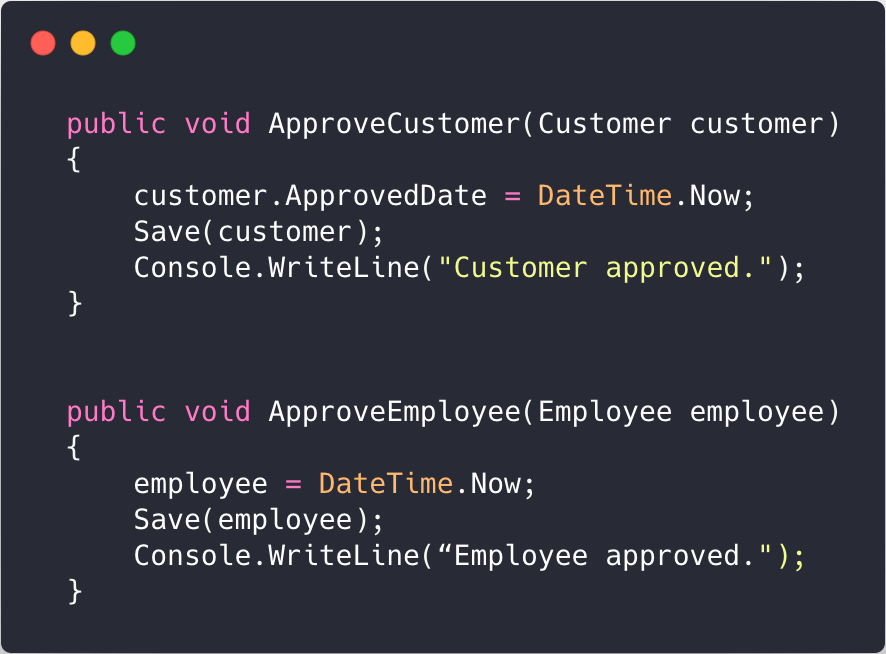 public void ApproveCustomer(Customer customer)
{
    customer.ApprovedDate = DateTime.Now;
    Save(customer);
    Console.WriteLine("Customer approved.");
}
public void ApproveEmployee(Employee employee)
{
    employee = DateTime.Now;
    Save(employee);
    Console.WriteLine(“Employee approved.");
}